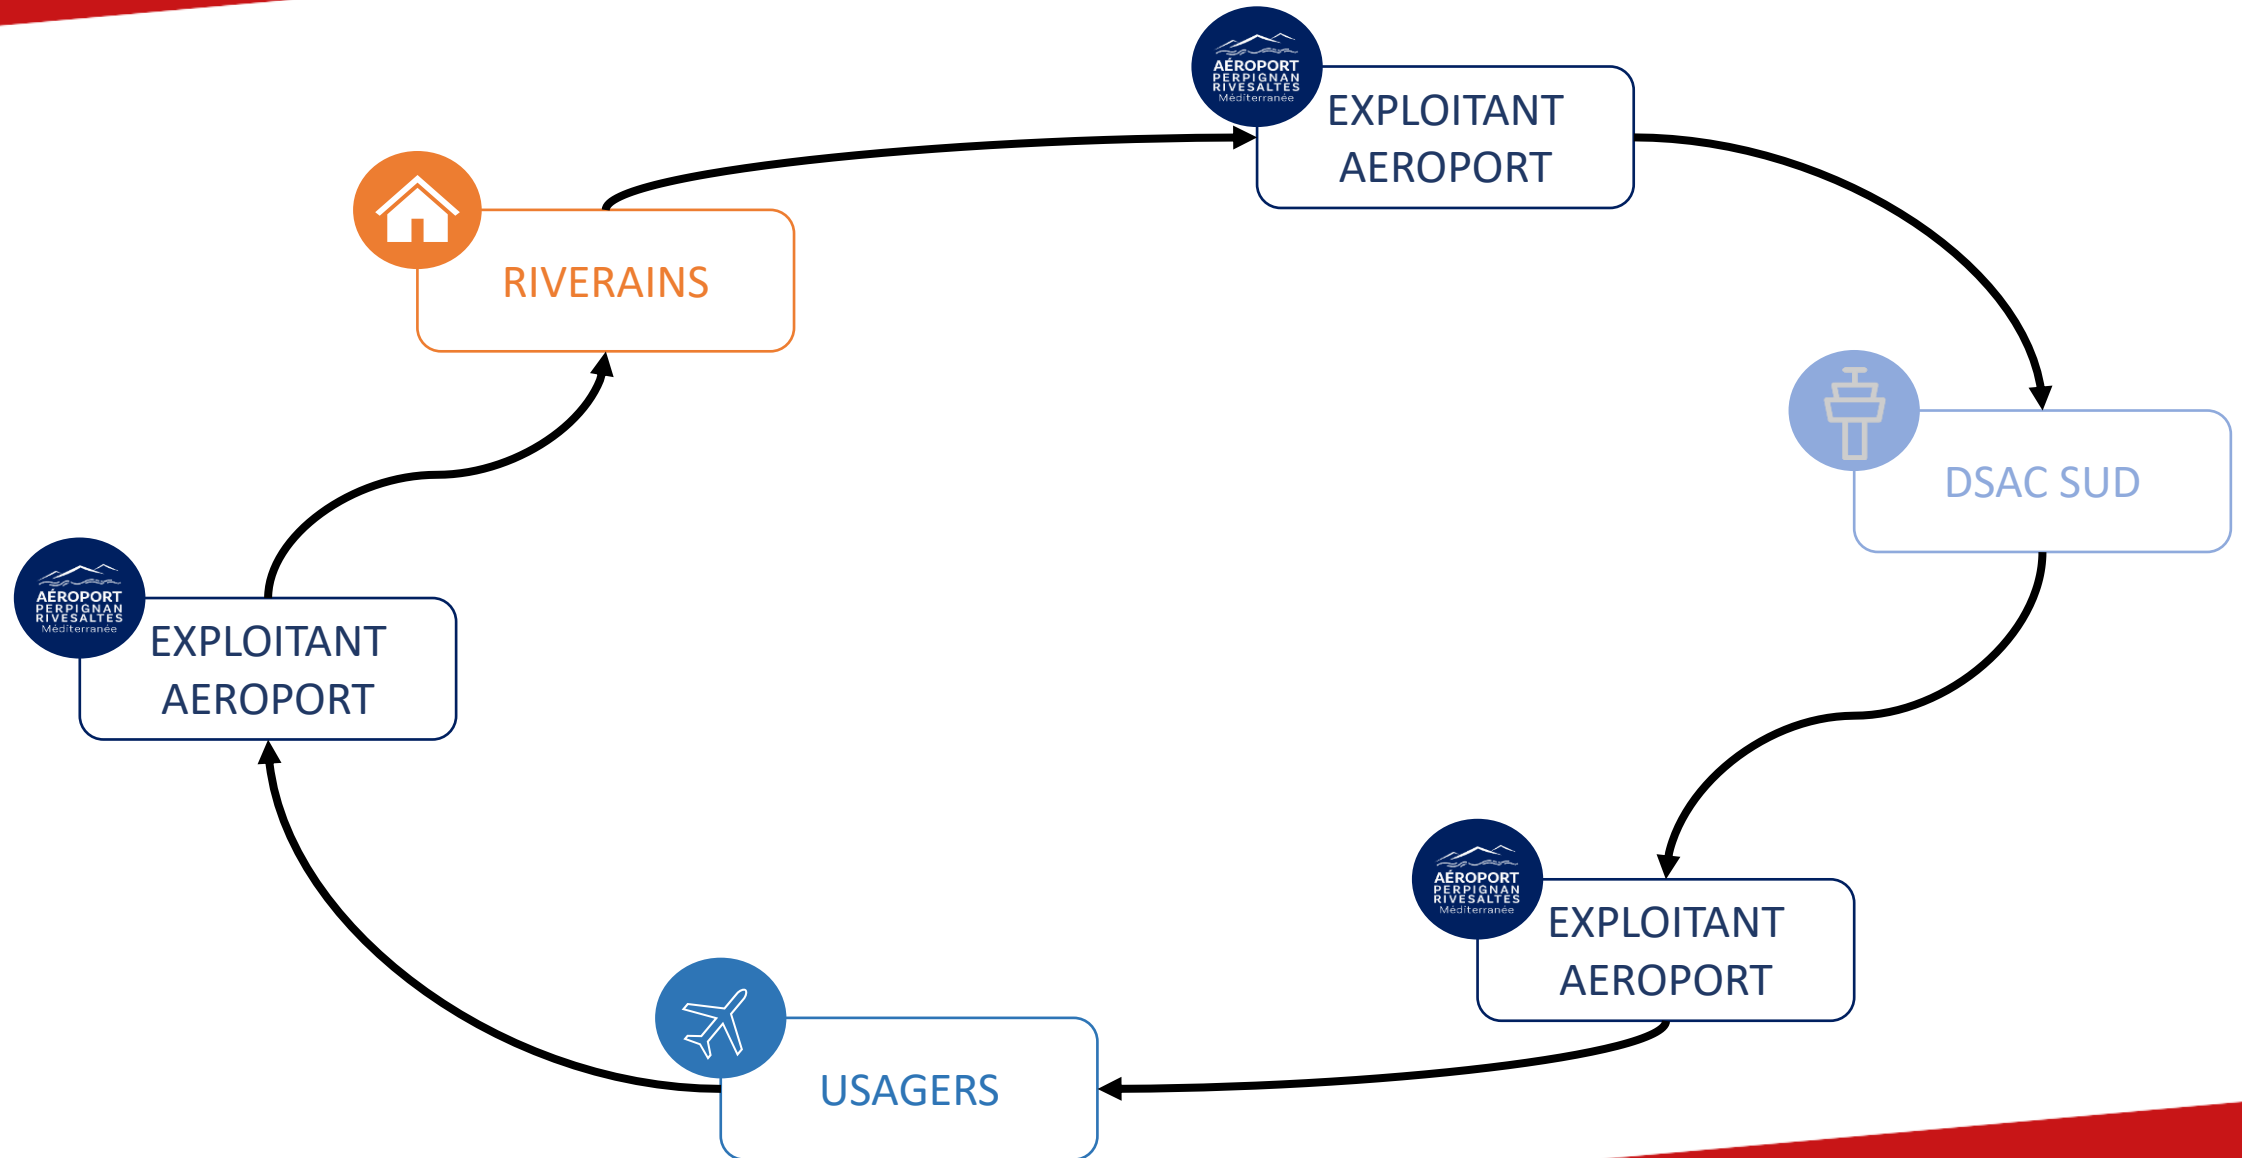 AÉROPORT
PERPIGNAN
RIVESALTES
Méditerranée
EXPLOITANT
AEROPORT
RIVERAINS
DSAC SUD
AÉROPORT
PERPIGNAN
RIVESALTES
Méditerranée
EXPLOITANT
AEROPORT
AÉROPORT
PERPIGNAN
RIVESALTES
Méditerranée
EXPLOITANT
AEROPORT
USAGERS